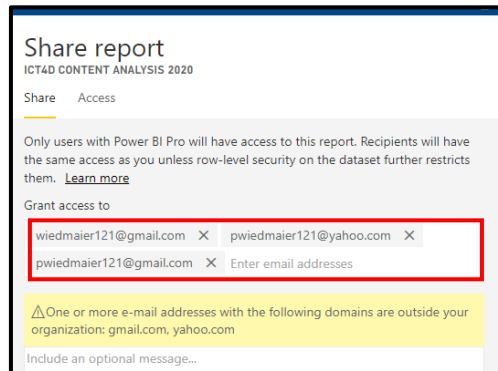 Share report
ICT4D CONTENT ANALYSIS 2020
Share Access
Only users with Power BI Pro will have access to this report. Recipients will have
the same access as you unless row-level security on the dataset further restricts
them. Learn more
Grant access to
wiedmaier121@gmail.com × pwiedmaier121@yahoo.com ×
pwiedmaier121@gmail.com × Enter email addresses
⚠One or more e-mail addresses with the following domains are outside your
organization: gmail.com, yahoo.com
Include an optional message...